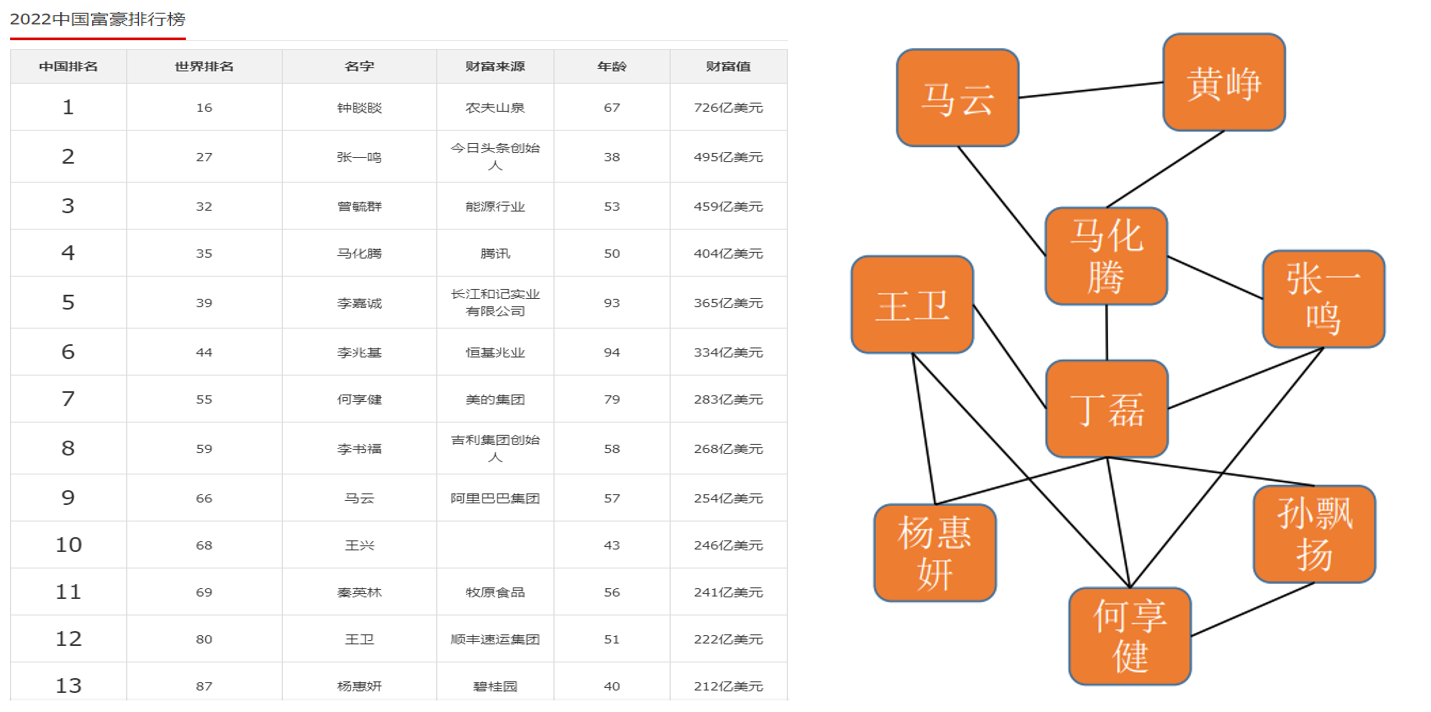 2022中国富豪排行榜
中国排名 世界排名 名字 财富来源 年龄 财富值
1 16 钟睒睒 农夫山泉 67 726亿美元
2 27 张一鸣 今日头条创始
人 38 495亿美元
3 32 曾毓群 能源行业 53 459亿美元
4 35 马化腾 腾讯 50 404亿美元
5 39 李嘉诚 长江和记实业
有限公司 93 365亿美元
6 44 李兆基 恒基兆业 94 334亿美元
7 55 何享健 美的集团 79 283亿美元
8 59 李书福 吉利集团创始
人 58 268亿美元
9 66 马云 阿里巴巴集团 57 254亿美元
10 68 王兴 43 246亿美元
11 69 秦英林 牧原食品 56 241亿美元
12 80 王卫 顺丰速运集团 51 222亿美元
13 87 杨惠妍 碧桂园 40 212亿美元
马云
黄峥
马化
腾
王卫
张一
鸣
丁磊
杨惠
妍
孙飘
扬
何享
健